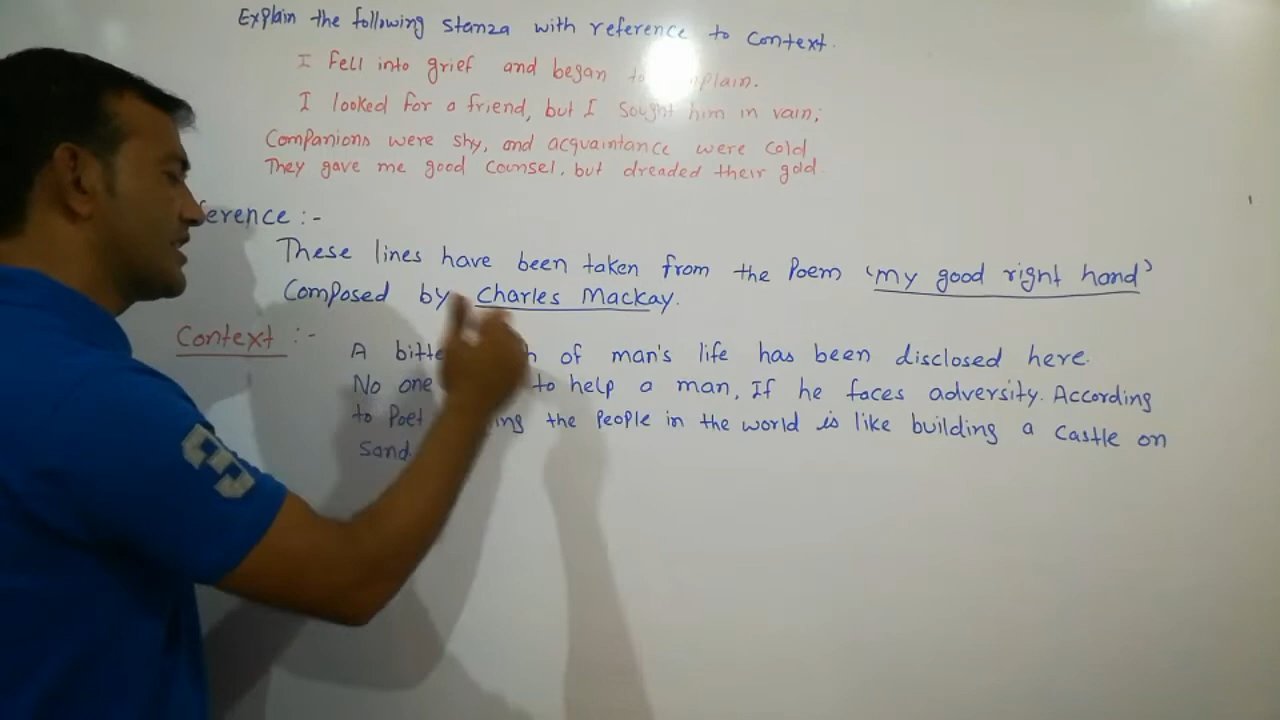 Explain the following stanza with reference to context.
I fell into grief and began to plain.
I looked for a friend, but I sought him in vain;
Companions were shy, and acquaintance were cold
They gave me good counsel, but dreaded their gold.
ference :-
These lines have been taken from the Poem 'my good right hand'
Composed by Charles Mackay.
Context :-
A bitte of man's life has been disclosed here.
No one to help a man, If he faces adversity. According
to Poet ing the People in the world is like building a castle on
Sand.
3